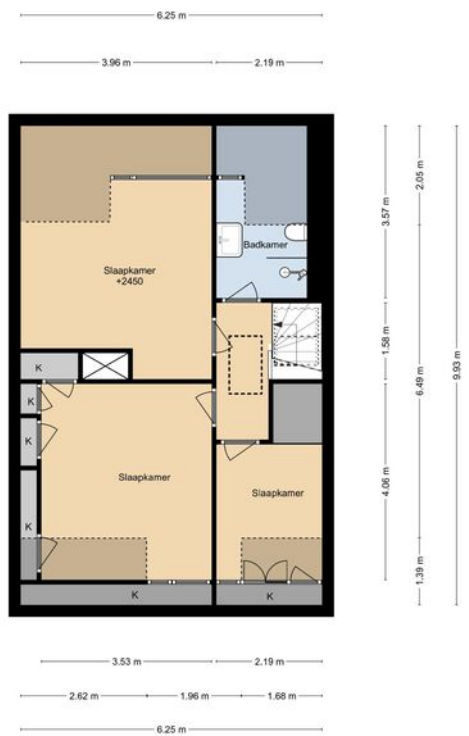 6.25 m
3.96 m
2.19 m
Slaapkamer
+2450
Badkamer
K
K
K
K
Slaapkamer
Slaapkamer
K
K
3.57 m
1.58 m
4.06 m
2.05 m
6.49 m
1.39 m
9.93 m
3.53 m
2.19 m
2.62 m
1.96 m
1.68 m
6.25 m